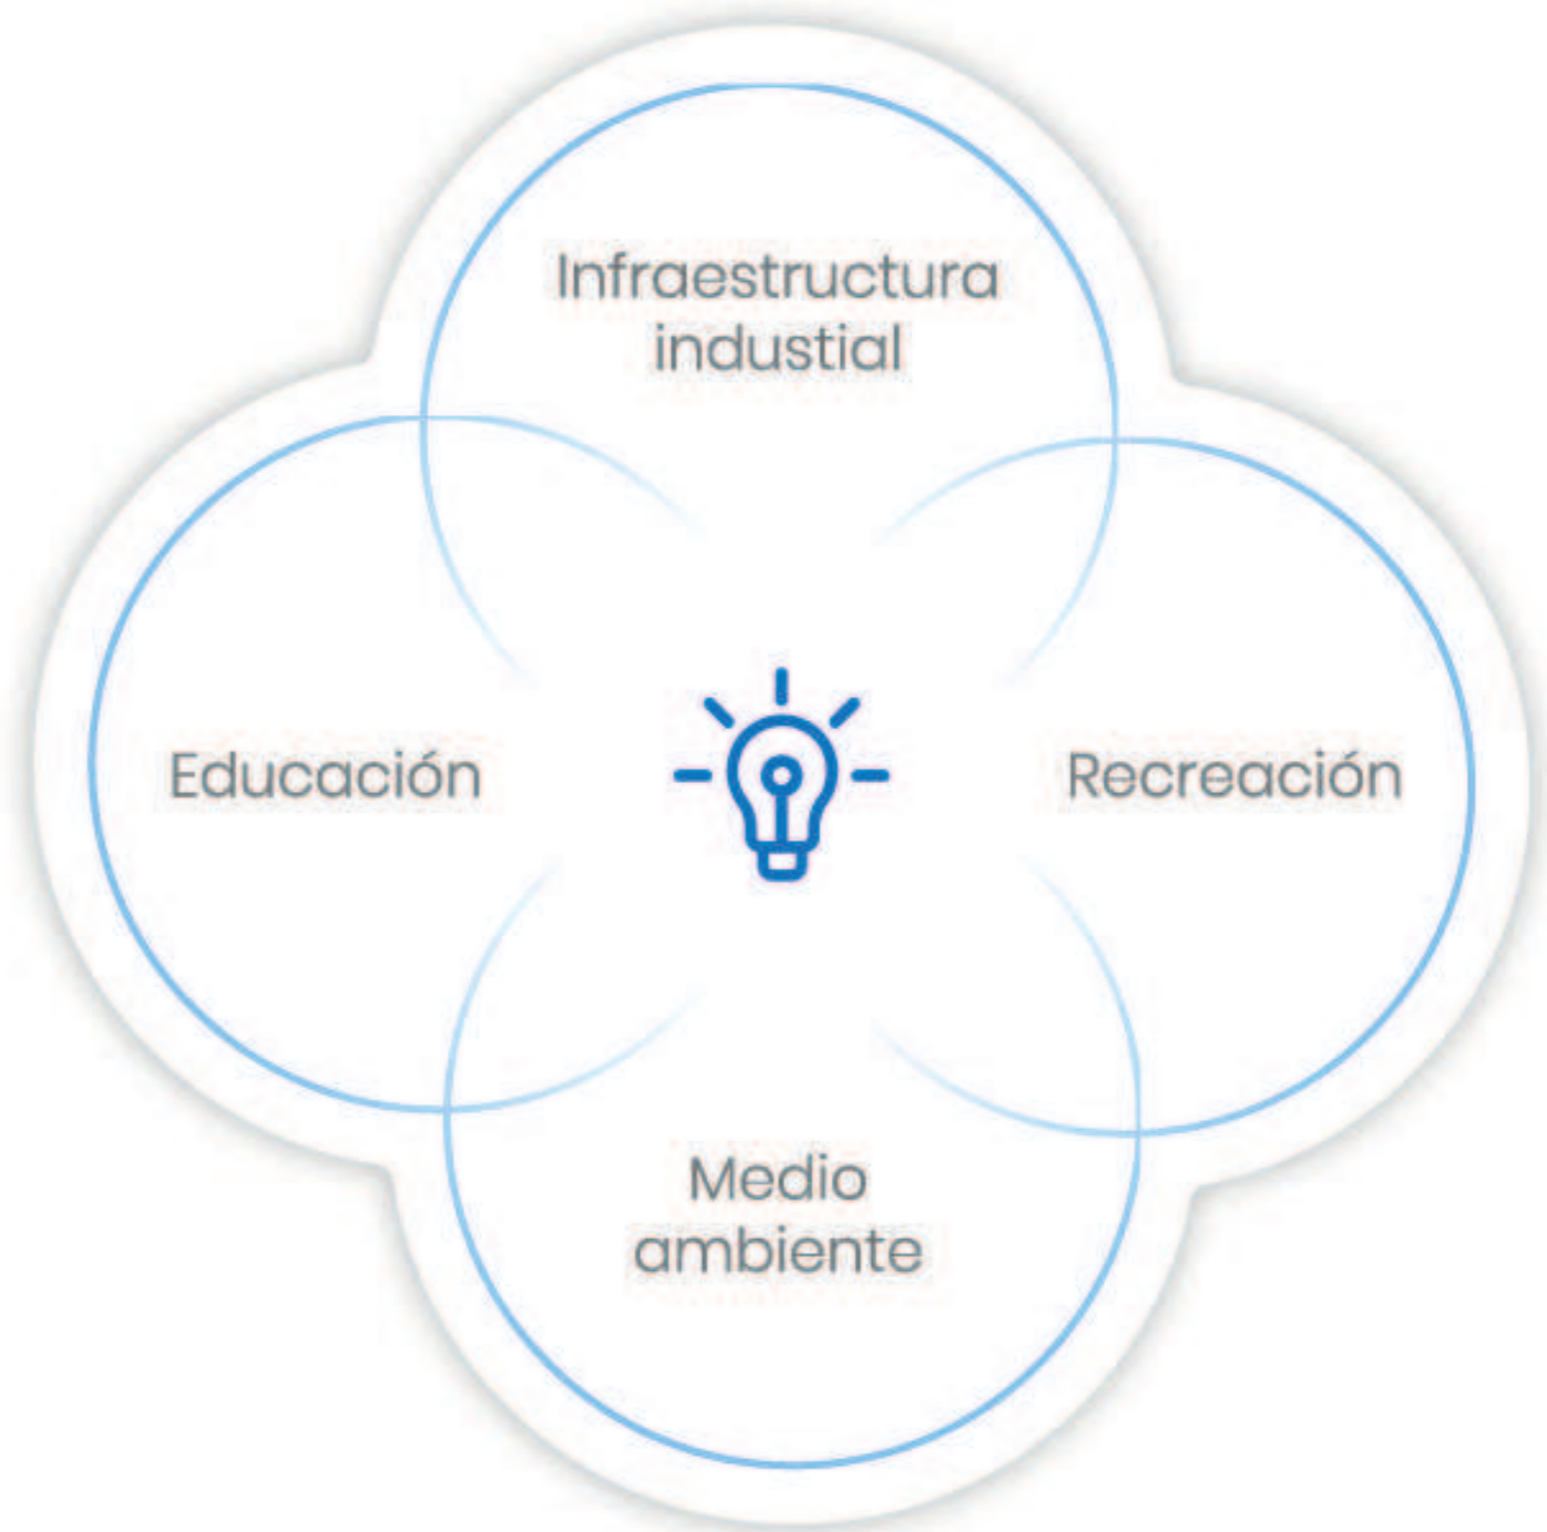 Infraestructura
industial
Educación
Recreación
Medio
ambiente